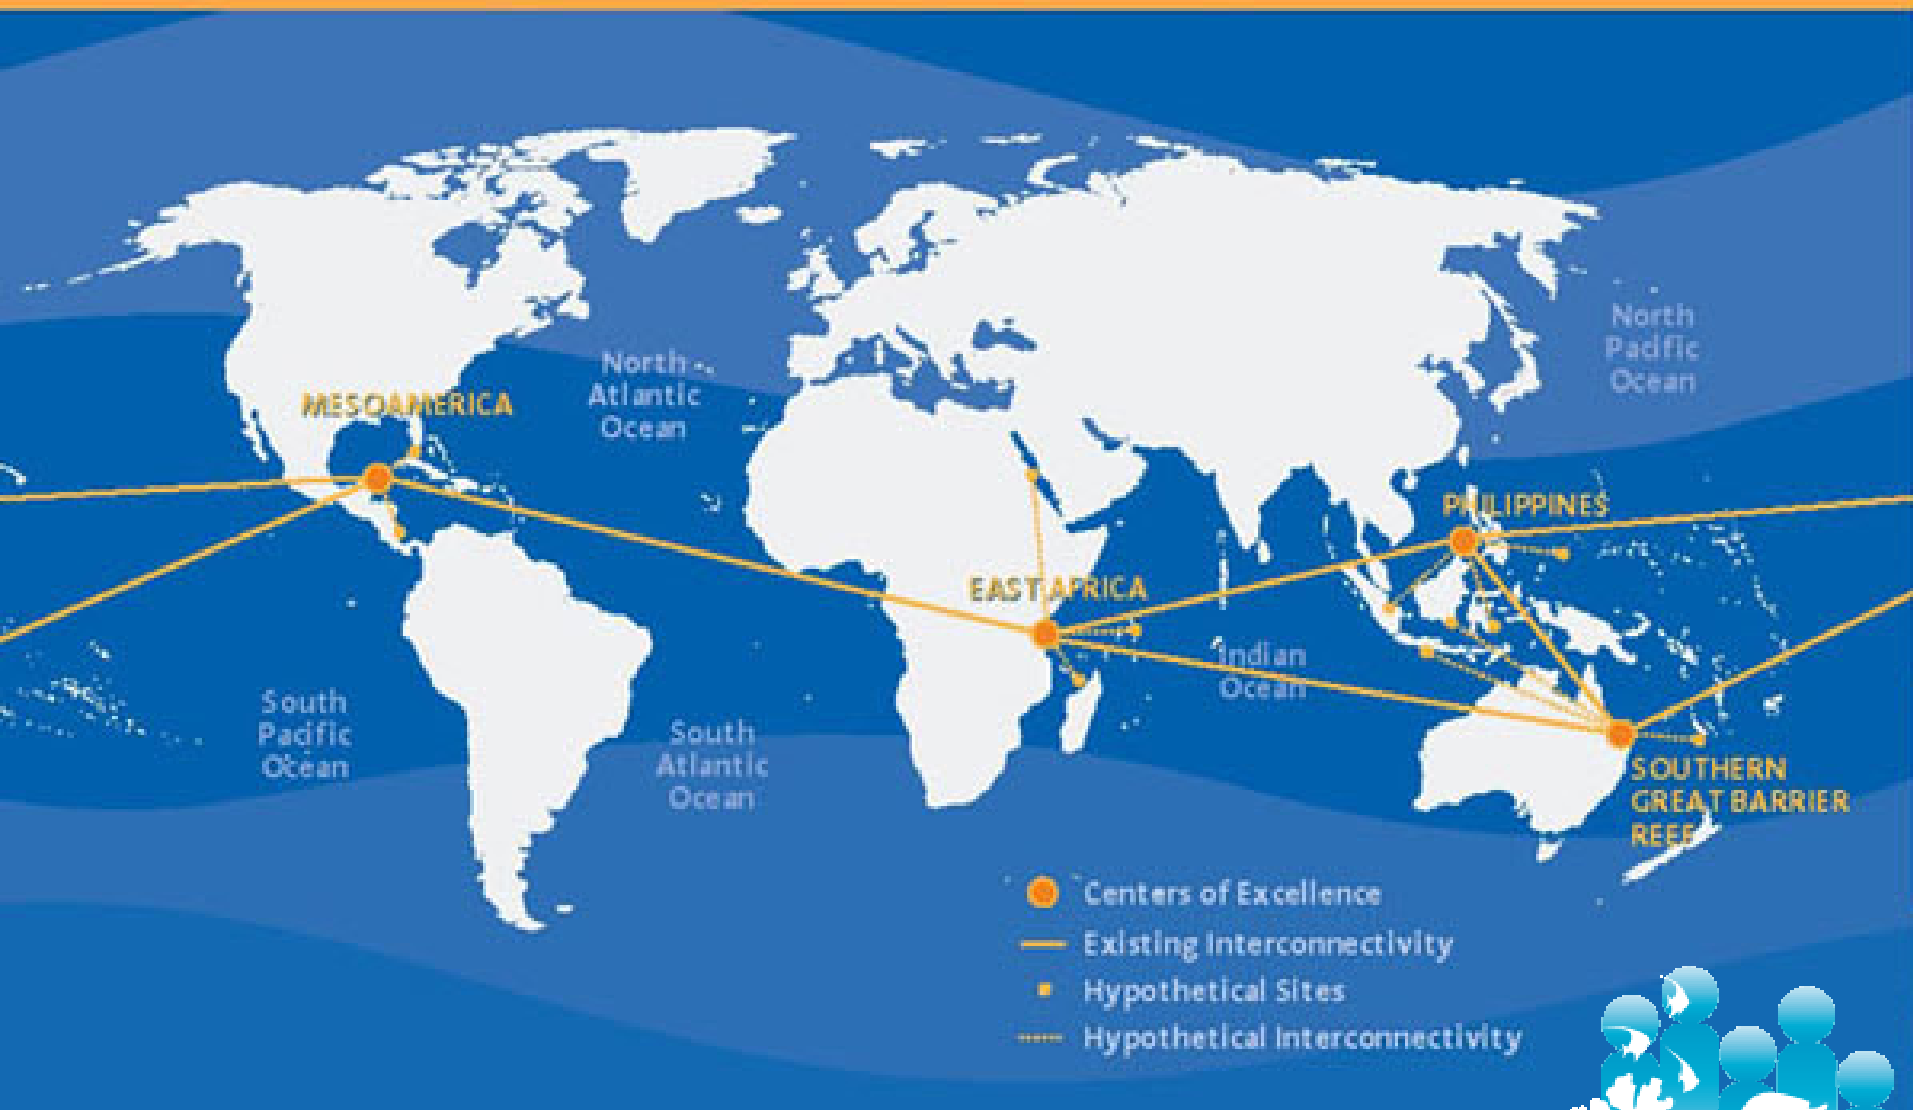 North
Pacific
Ocean
North
Atlantic
Ocean
MESOAMERICA
PHILIPPINES
EAST AFRICA
Indian
Ocean
South
Pacific
Ocean
South
Atlantic
Ocean
SOUTHERN
GREAT BARRIER
REEF
Centers of Excellence
Existing Interconnectivity
Hypothetical Sites
Hypothetical Interconnectivity